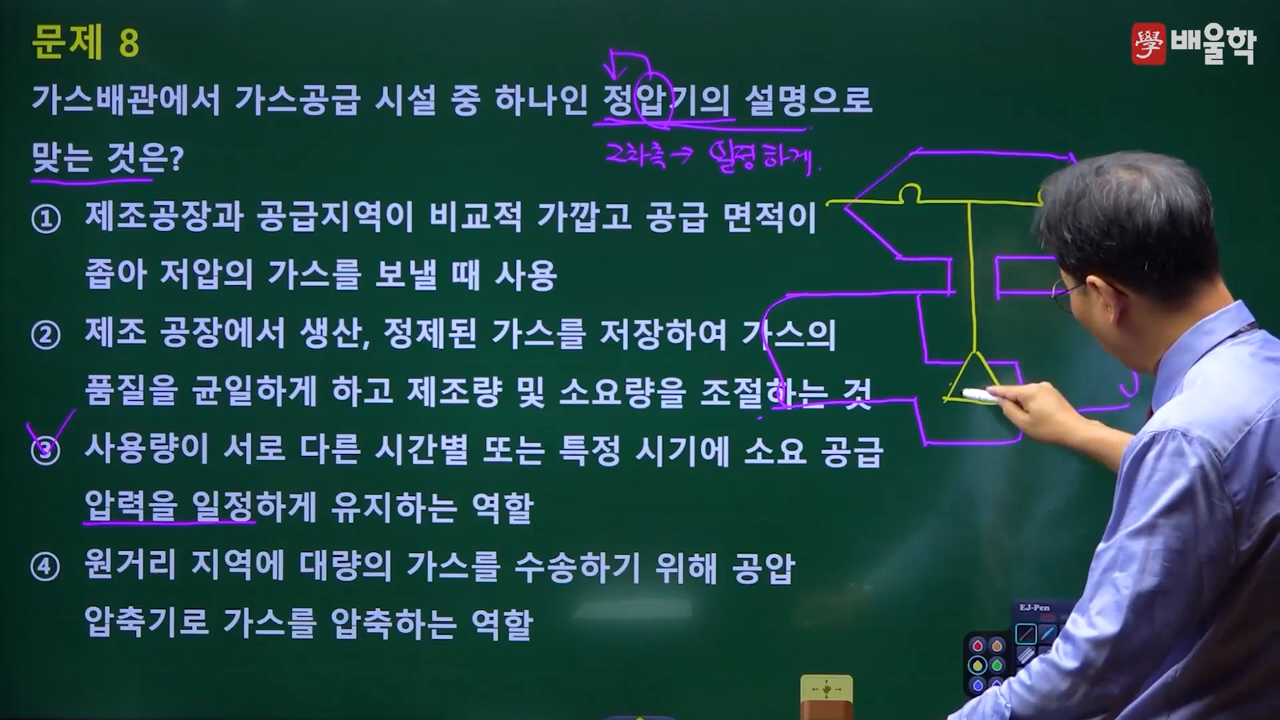 문제 8
學 배울학
가스배관에서 가스공급 시설 중 하나인 정압기의 설명으로
맞는 것은?
2차측→ 일정하게.
① 제조공장과 공급지역이 비교적 가깝고 공급 면적이
좁아 저압의 가스를 보낼 때 사용
② 제조 공장에서 생산, 정제된 가스를 저장하여 가스의
품질을 균일하게 하고 제조량 및 소요량을 조절하는 것
③ 사용량이 서로 다른 시간별 또는 특정 시기에 소요 공급
압력을 일정하게 유지하는 역할
④ 원거리 지역에 대량의 가스를 수송하기 위해 공압
압축기로 가스를 압축하는 역할
EJ-Pen